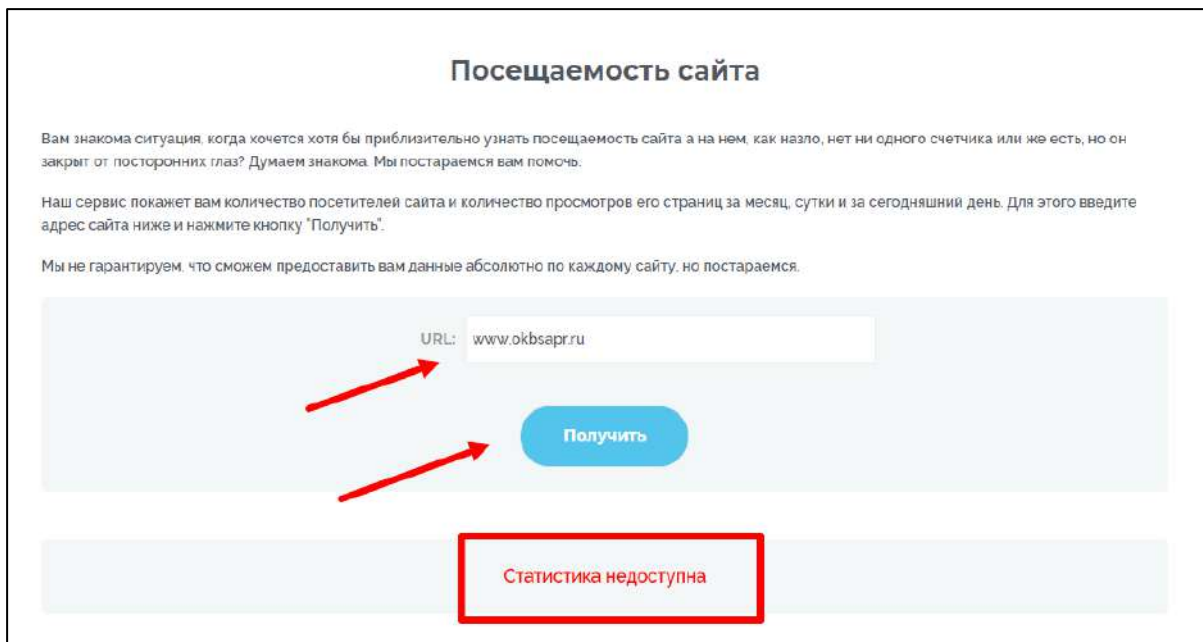 Посещаемость сайта
Вам знакома ситуация, когда хочется хотя бы приблизительно узнать посещаемость сайта а на нем, как назло, нет ни одного счетчика или же есть, но он
закрыт от посторонних глаз? Думаем знакома. Мы постараемся вам помочь.
Наш сервис покажет вам количество посетителей сайта и количество просмотров его страниц за месяц, сутки и за сегодняшний день. Для этого введите
адрес сайта ниже и нажмите кнопку "Получить".
Мы не гарантируем, что сможем предоставить вам данные абсолютно по каждому сайту, но постараемся.
URL: www.okbsapr.ru
Получить
Статистика недоступна